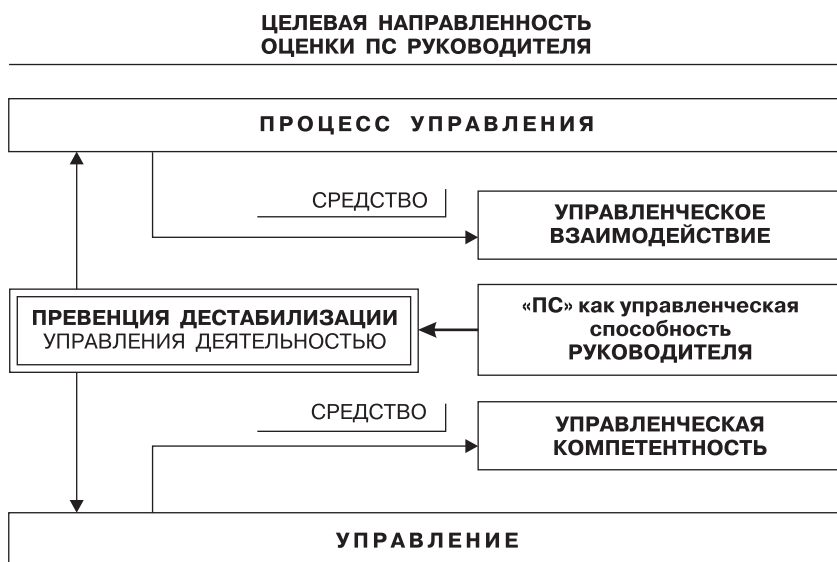 ЦЕЛЕВАЯ НАПРАВЛЕННОСТЬ
ОЦЕНКИ ПС РУКОВОДИТЕЛЯ
ПРОЦЕСС УПРАВЛЕНИЯ
СРЕДСТВО
УПРАВЛЕНЧЕСКОЕ
ВЗАИМОДЕЙСТВИЕ
ПРЕВЕНЦИЯ ДЕСТАБИЛИЗАЦИИ
УПРАВЛЕНИЯ ДЕЯТЕЛЬНОСТЬЮ
«ПС» как управленческая
способность
РУКОВОДИТЕЛЯ
СРЕДСТВО
УПРАВЛЕНЧЕСКАЯ
КОМПЕТЕНТНОСТЬ
УПРАВЛЕНИЕ